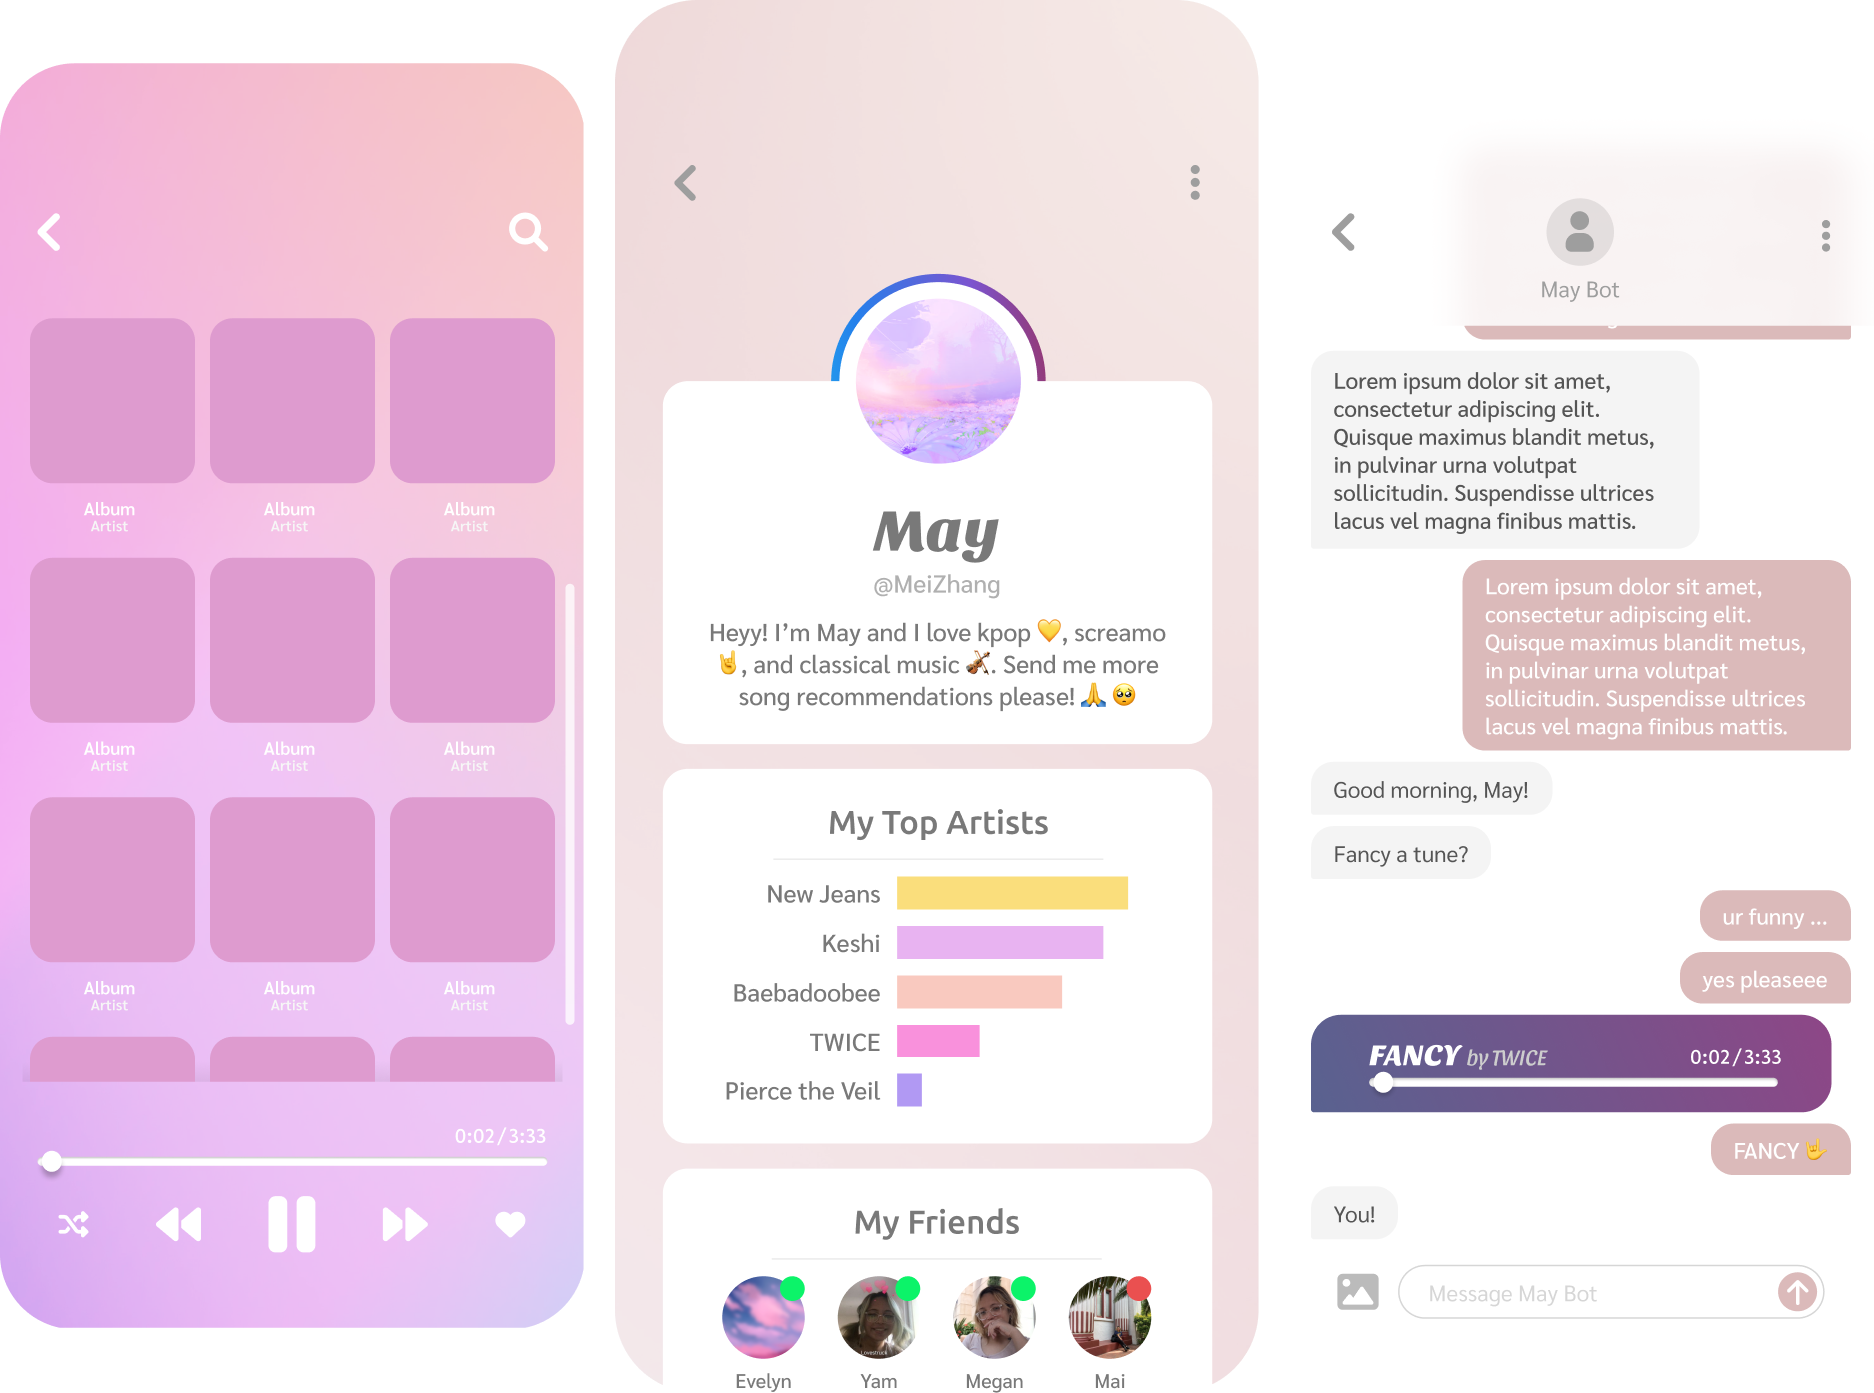 Album Album Album
Artist Artist Artist
Album Album Album
Artist Artist Artist
Album Album Album
Artist Artist Artist
0:02/3:33
May
@MeiZhang
Heyy! I’m May and I love kpop 💛, screamo
🤘, and classical music 🎻. Send me more
song recommendations please! 🙏 🥺
My Top Artists
New Jeans
Keshi
Baebadoobee
TWICE
Pierce the Veil
My Friends
Lovestruck
Evelyn Yam Megan Mai
May Bot
Lorem ipsum dolor sit amet,
consectetur adipiscing elit.
Quisque maximus blandit metus,
in pulvinar urna volutpat
sollicitudin. Suspendisse ultrices
lacus vel magna finibus mattis.
Lorem ipsum dolor sit amet,
consectetur adipiscing elit.
Quisque maximus blandit metus,
in pulvinar urna volutpat
sollicitudin. Suspendisse ultrices
lacus vel magna finibus mattis.
Good morning, May!
Fancy a tune?
ur funny ...
yes pleaseee
FANCY by TWICE 0:02/3:33
FANCY 🤟
You!
Message May Bot